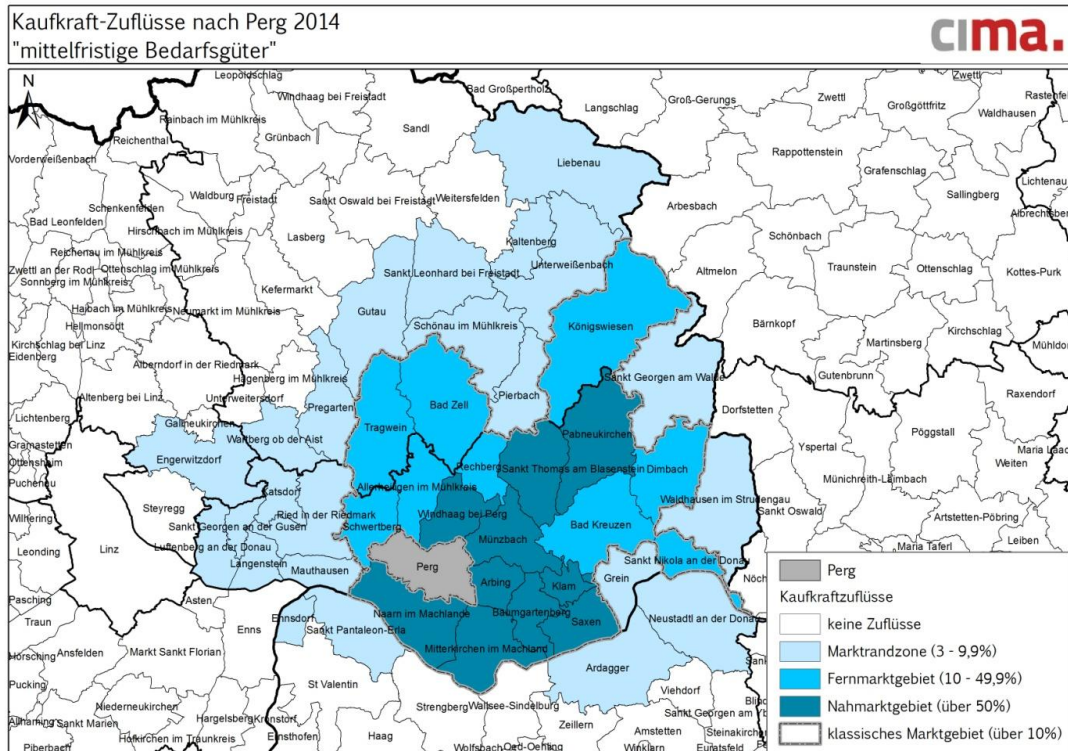 Kaufkraft-Zuflüsse nach Perg 2014
"mittelfristige Bedarfsgüter"
cima.
N
Leopoldschlag
Windhaag bei Freistadt
Bad Großpertholz
Langschlag
Groß-Gerungs
Zwettl
Zwettl
Großgöttfritz
Waldhausen
Rastenfel
Rainbach im Mühlkreis
Reichenthal
Grünbach
Sandl
Vorderweißenbach
Liebenau
Rappottenstein
Grafenschlag
Lichtenau
Waldburg
Freistadt
Sankt Oswald bei Freistadt
Weitersfelden
Arbesbach
Sallingberg
Albrechtsber
Schenkenfelden
Bad Leonfelden
Hirschbach im Mühlkreis
Lasberg
Kaltenberg
Schönbach
Reichenau im Mühlkreis
Zwettl an der Rodl
Ottenschlag im Mühlkreis
Sonnberg im Mühlkreis
Sankt Leonhard bei Freistadt
Unterweißenbach
Altmelon
Traunstein
Ottenschlag
Kottes-Purk
Kefermarkt
Haibach im Mühlkreis
Neumarkt im Mühlkreis
Gutau
Hellmonsödt
Schönau im Mühlkreis
Königswiesen
Bärnkopf
Kirchschlag
Kirchschlag bei Linz
Eidenberg
Martinsberg
Mühldor
Alberndorf in der Riedmark
Hagenberg im Mühlkreis
Sankt Georgen am Walde
Gutenbrunn
Altenberg bei Linz
Unterweitersdorf
Pierbach
Raxendorf
Lichtenberg
Pregarten
Bad Zell
Dorfstetten
Gallneukirchen
Tragwein
Pabneukirchen
Pöggstall
Gramastetten
Wartberg ob der Aist
Yspertal
Maria Laac
Ottensheim
Engerwitzdorf
Rechberg
Sankt Thomas am Blasenstein
Dimbach
Weiten
Puchenau
Allerheiligen im Mühlkreis
Münichreith-Laimbach
Katsdorf
Steyregg
Ried in der Riedmark
Windhaag bei Perg
Waldhausen im Strudengau
Sankt Oswald
Wilhering
Sankt Georgen an der Gusen
Schwertberg
Bad Kreuzen
Artstetten-Pöbring
Münzbach
Leonding
Linz
Luftenberg an der Donau
Maria Taferl
Leiben
Langenstein
Mauthausen
Perg
Sankt Nikola an der Donau
Arbing
Klam
Grein
Nöch
Pasching
Asten
Naarn im Machlande
Baumgartenberg
Traun
Ennsdorf
Saxen
Neustadtl an der Donau
Enns
Sankt Pantaleon-Erla
Hörsching
Ansfelden
Markt Sankt Florian
Mitterkirchen im Machland
Ardagger
Pucking
St Valentin
Viehdorf
Niederneukirchen
Strengberg
Wallsee-Sindelburg
Allhaming
Sankt Marien
Hargelsberg
Kronstorf
Zeillern
Sankt Georgen am Y
Hofkirchen im Traunkreis
Ernsthofen
Haag
Amstetten
Piberbach
Wolfsbach
Oed-Oehling
Winklarn
Euratsfeld
Steinakirchen
Perg
Kaufkraftzuflüsse
keine Zuflüsse
Marktrandzone (3 - 9,9%)
Fernmarktgebiet (10 - 49,9%)
Nahmarktgebiet (über 50%)
klassisches Marktgebiet (über 10%)